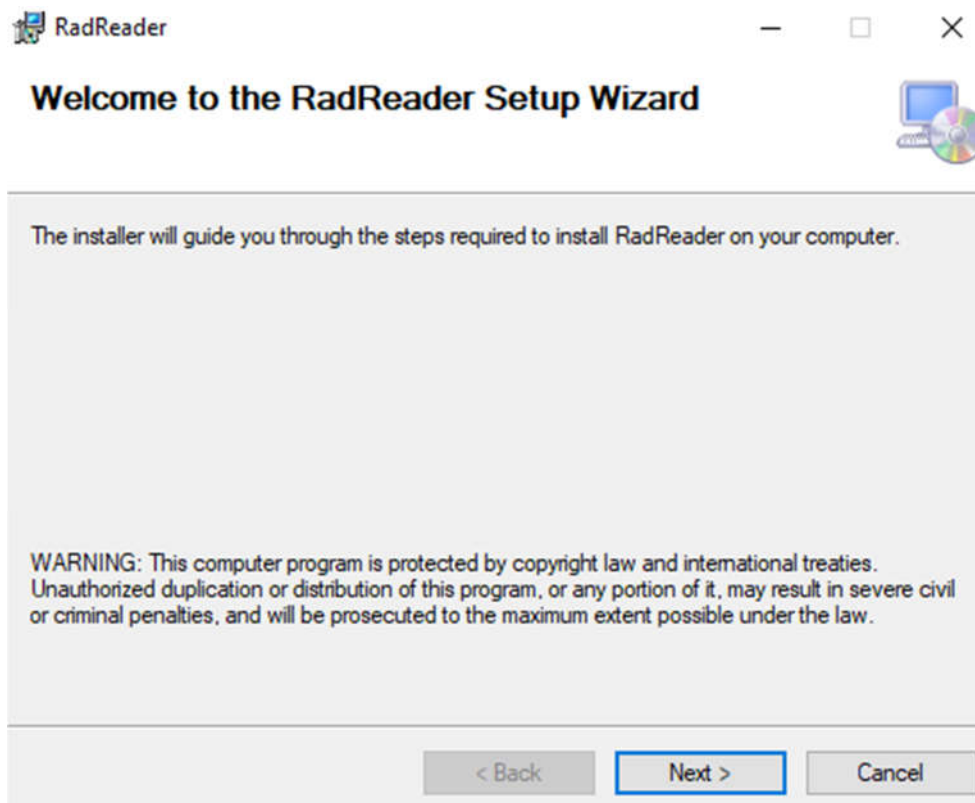 RadReader
Welcome to the RadReader Setup Wizard
The installer will guide you through the steps required to install RadReader on your computer.
WARNING: This computer program is protected by copyright law and international treaties.
Unauthorized duplication or distribution of this program, or any portion of it, may result in severe civil
or criminal penalties, and will be prosecuted to the maximum extent possible under the law.
< Back Next > Cancel